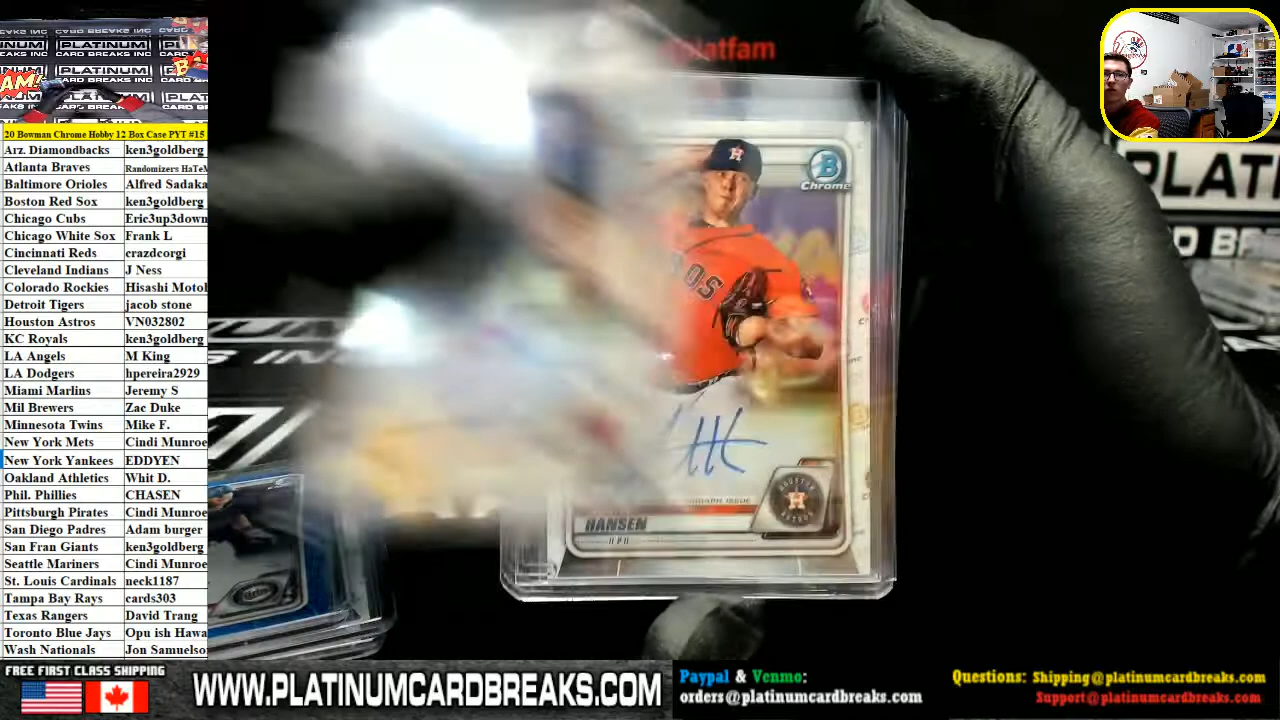 platfam
PLATINUM
CARD BREAKS INC
20 Bowman Chrome Hobby 12 Box Case PYT #15
Arz. Diamondbacks ken3goldberg
Atlanta Braves Randomizers HaTeM
Baltimore Orioles Alfred Sadaka
Boston Red Sox ken3goldberg
Chicago Cubs Eric3up3down
Chicago White Sox Frank L
Cincinnati Reds crazdcorgi
Cleveland Indians J Ness
Colorado Rockies Hisashi Motoh
Detroit Tigers jacob stone
Houston Astros VN032802
KC Royals ken3goldberg
LA Angels M King
LA Dodgers hpereira2929
Miami Marlins Jeremy S
Mil Brewers Zac Duke
Minnesota Twins Mike F.
New York Mets Cindi Munroe
New York Yankees EDDYEN
Oakland Athletics Whit D.
Phil. Phillies CHASEN
Pittsburgh Pirates Cindi Munroe
San Diego Padres Adam burger
San Fran Giants ken3goldberg
Seattle Mariners Cindi Munroe
St. Louis Cardinals neck1187
Tampa Bay Rays cards303
Texas Rangers David Trang
Toronto Blue Jays Opu ish Hawa
Wash Nationals Jon Samuelso
B
Chrome
HANSEN
FREE FIRST CLASS SHIPPING
WWW.PLATINUMCARDBREAKS.COM
Paypal & Venmo:
orders@platinumcardbreaks.com
Questions: Shipping@platinumcardbreaks.com
Support@platinumcardbreaks.com